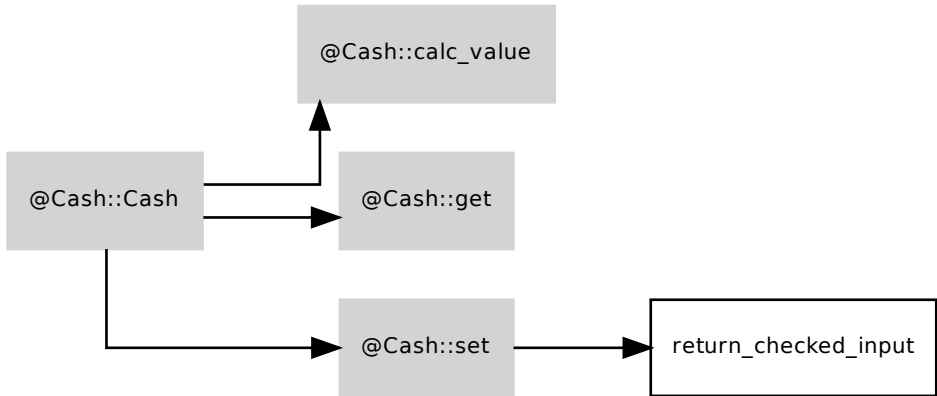 @Cash::calc_value
@Cash::Cash
@Cash::get
@Cash::set
return_checked_input